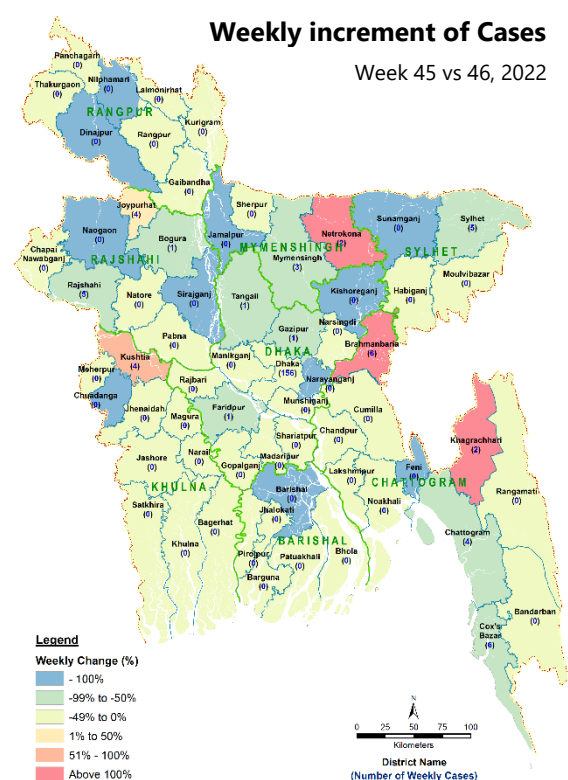 Weekly increment of Cases
Week 45 vs 46, 2022
Panchagarh
(0)
Nilphamari
(0)
Thakurgaon
(0)
Lalmonirhat
(0)
RANGPUR
Kurigram
(0)
Dinajpur
(0)
Rangpur
(0)
Gaibandha
(0)
Joypurhat
(4)
Sherpur
(0)
Naogaon
(0)
Jamalpur
(0)
Netrokona
Sunamganj
(0)
Sylhet
(5)
Bogura
(1)
MYMENSHINGH
Mymensingh
(3)
SYLHET
Chapai
Nawabganj
(0)
RAJSHAHI
Moulvibazar
(0)
Rajshahi
(5)
Natore
(0)
Sirajganj
(0)
Tangail
(1)
Kishoreganj
(0)
Habiganj
(0)
Gazipur
(1)
Narsingdi
(0)
Pabna
(0)
Brahmanbaria
(6)
DHAKA
Kushtia
(4)
Manikganj
(0)
Dhaka
(156)
Meherpur
(0)
Rajbari
(0)
Narayanganj
(0)
Chuadanga
(0)
Munshiganj
(0)
Jhenaidah
(0)
Magura
(0)
Faridpur
(1)
Cumilla
(0)
Khagrachhari
(2)
Shariatpur
(0)
Chandpur
(0)
Jashore
(0)
Narail
(0)
Gopalganj
(0)
Madaripur
(0)
Lakshmipur
(0)
Feni
(0)
KHULNA
Barishal
(0)
CHATTOGRAM
Rangamati
(0)
Noakhali
(0)
Satkhira
(0)
Bagerhat
(0)
Jhalokati
(0)
Chattogram
(4)
BARISHAL
Khulna
(0)
Pirojpur
(0)
Patuakhali
(0)
Bhola
(0)
Barguna
(0)
Bandarban
(0)
Cox's
Bazar
(6)
Legend
Weekly Change (%)
- 100%
-99% to -50%
-49% to 0%
1% to 50%
51% - 100%
Above 100%
N
0 25 50 75 100
Kilometers
District Name
(Number of Weekly Cases)